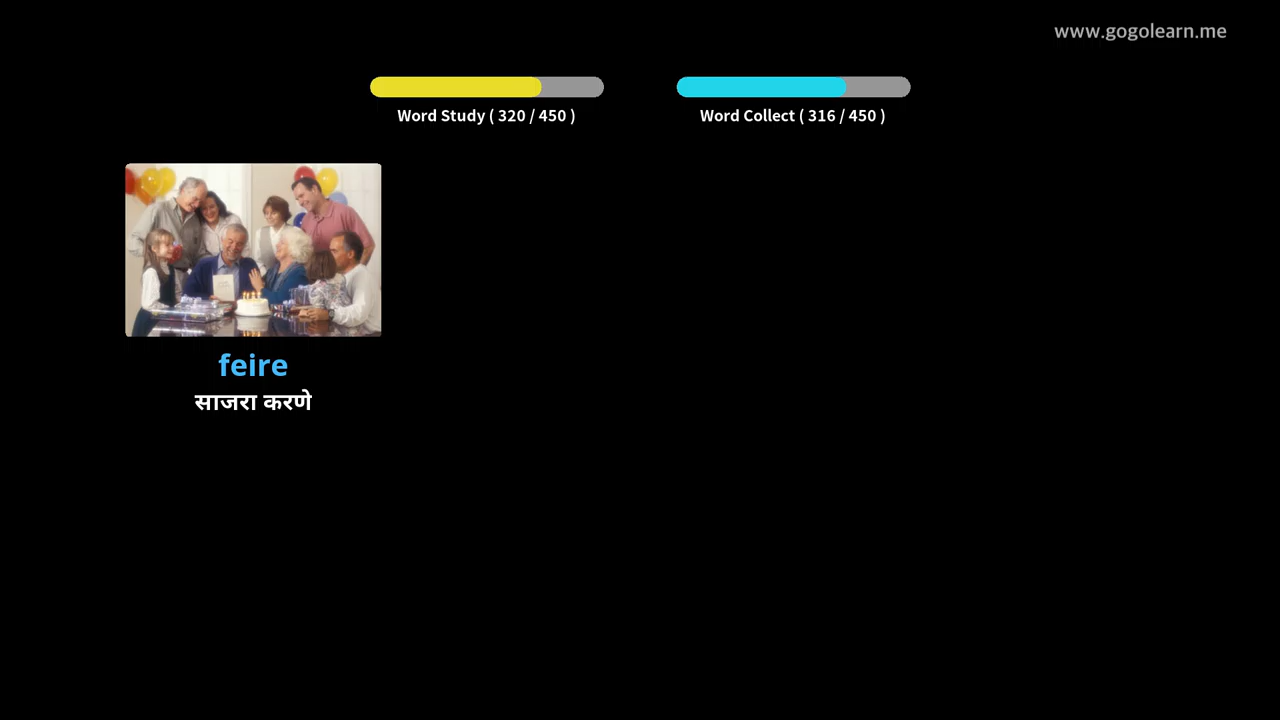 www.gogolearn.me
Word Study ( 320 / 450 )
Word Collect ( 316 / 450 )
feire
साजरा करणे